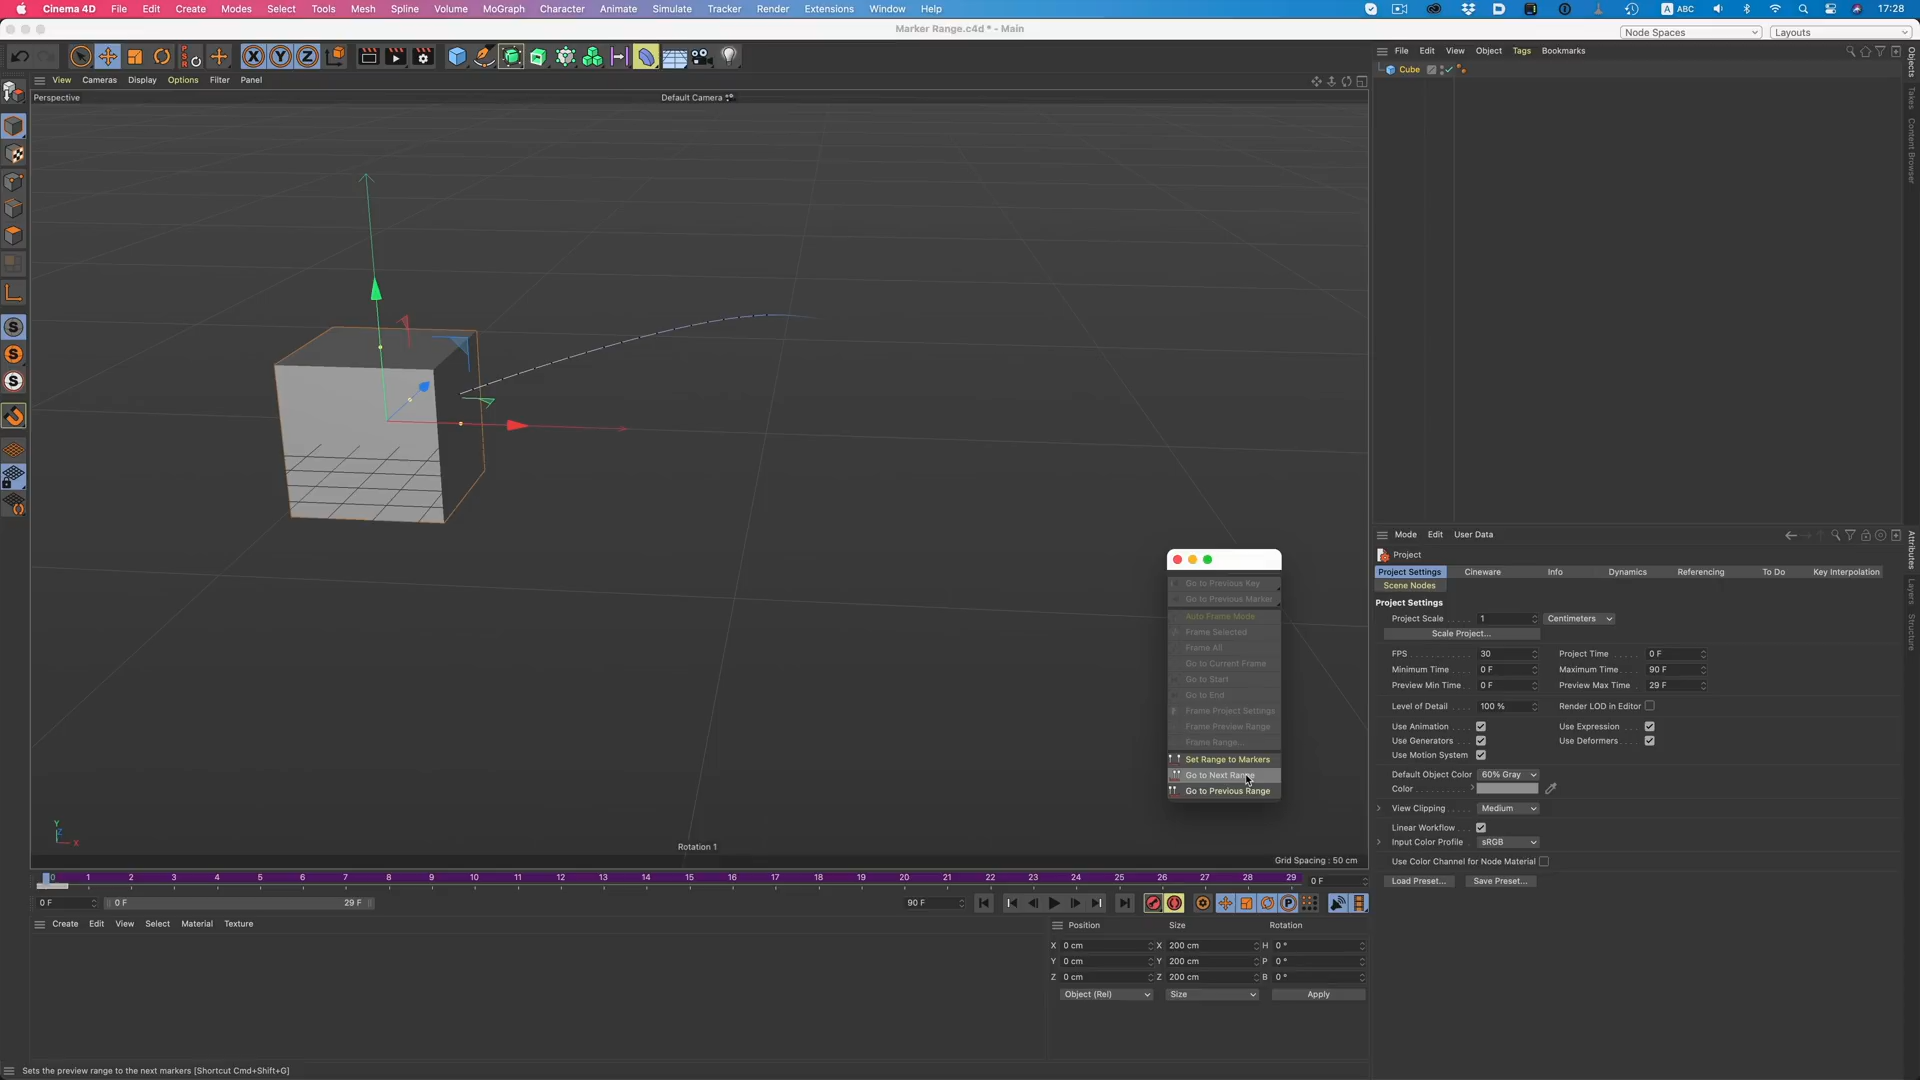 Cinema 4D File Edit Create Modes Select Tools Mesh Spline Volume MoGraph Character Animate Simulate Tracker Render Extensions Window Help A ABC 17:28
Marker Range.c4d * - Main
Node Spaces Layouts
X Y Z PSR
File Edit View Object Tags Bookmarks
View Cameras Display Options Filter Panel
Cube
Perspective Default Camera
Objects
Takes
Content Browser
Mode Edit User Data
Project
Project Settings Cineware Info Dynamics Referencing To Do Key Interpolation
Scene Nodes
Project Settings
Project Scale 1 Centimeters
Scale Project...
FPS 30 Project Time 0 F
Minimum Time 0 F Maximum Time 90 F
Preview Min Time 0 F Preview Max Time 29 F
Level of Detail 100 % Render LOD in Editor
Use Animation Use Expression
Use Generators Use Deformers
Use Motion System
Default Object Color 60% Gray
Color
View Clipping Medium
Linear Workflow
Input Color Profile sRGB
Use Color Channel for Node Material
Load Preset... Save Preset...
Attributes
Layers
Structure
Go to Previous Key
Go to Previous Marker
Auto Frame Mode
Frame Selected
Frame All
Go to Current Frame
Go to Start
Go to End
Frame Project Settings
Frame Preview Range
Frame Range...
Set Range to Markers
Go to Next Range
Go to Previous Range
Y
Z
X
Rotation 1
Grid Spacing : 50 cm
0 1 2 3 4 5 6 7 8 9 10 11 12 13 14 15 16 17 18 19 20 21 22 23 24 25 26 27 28 29 0 F
0 F 0 F 29 F 90 F
Create Edit View Select Material Texture
Position Size Rotation
X 0 cm X 200 cm H 0 °
Y 0 cm Y 200 cm P 0 °
Z 0 cm Z 200 cm B 0 °
Object (Rel) Size Apply
Sets the preview range to the next markers [Shortcut Cmd+Shift+G]